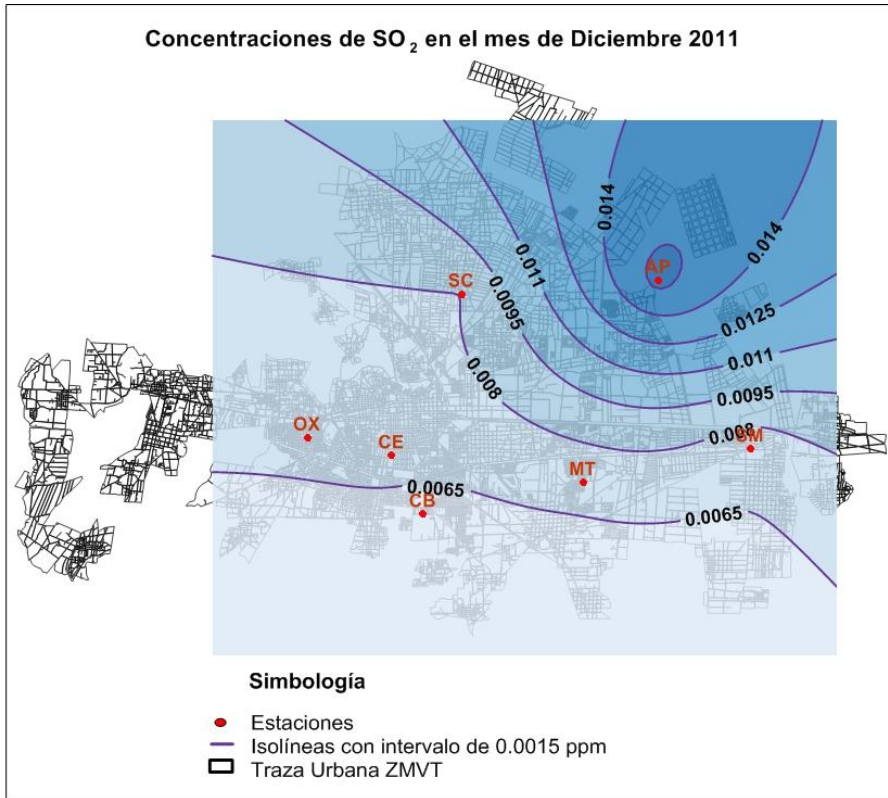 Concentraciones de SO2 en el mes de Diciembre 2011
0.014
0.014
AP
SC
0.011
0.0095
0.0125
0.011
0.008
0.0095
OX
0.008
SM
CE
MT
0.0065
CB
0.0065
Simbología
Estaciones
Isolíneas con intervalo de 0.0015 ppm
Traza Urbana ZMVT